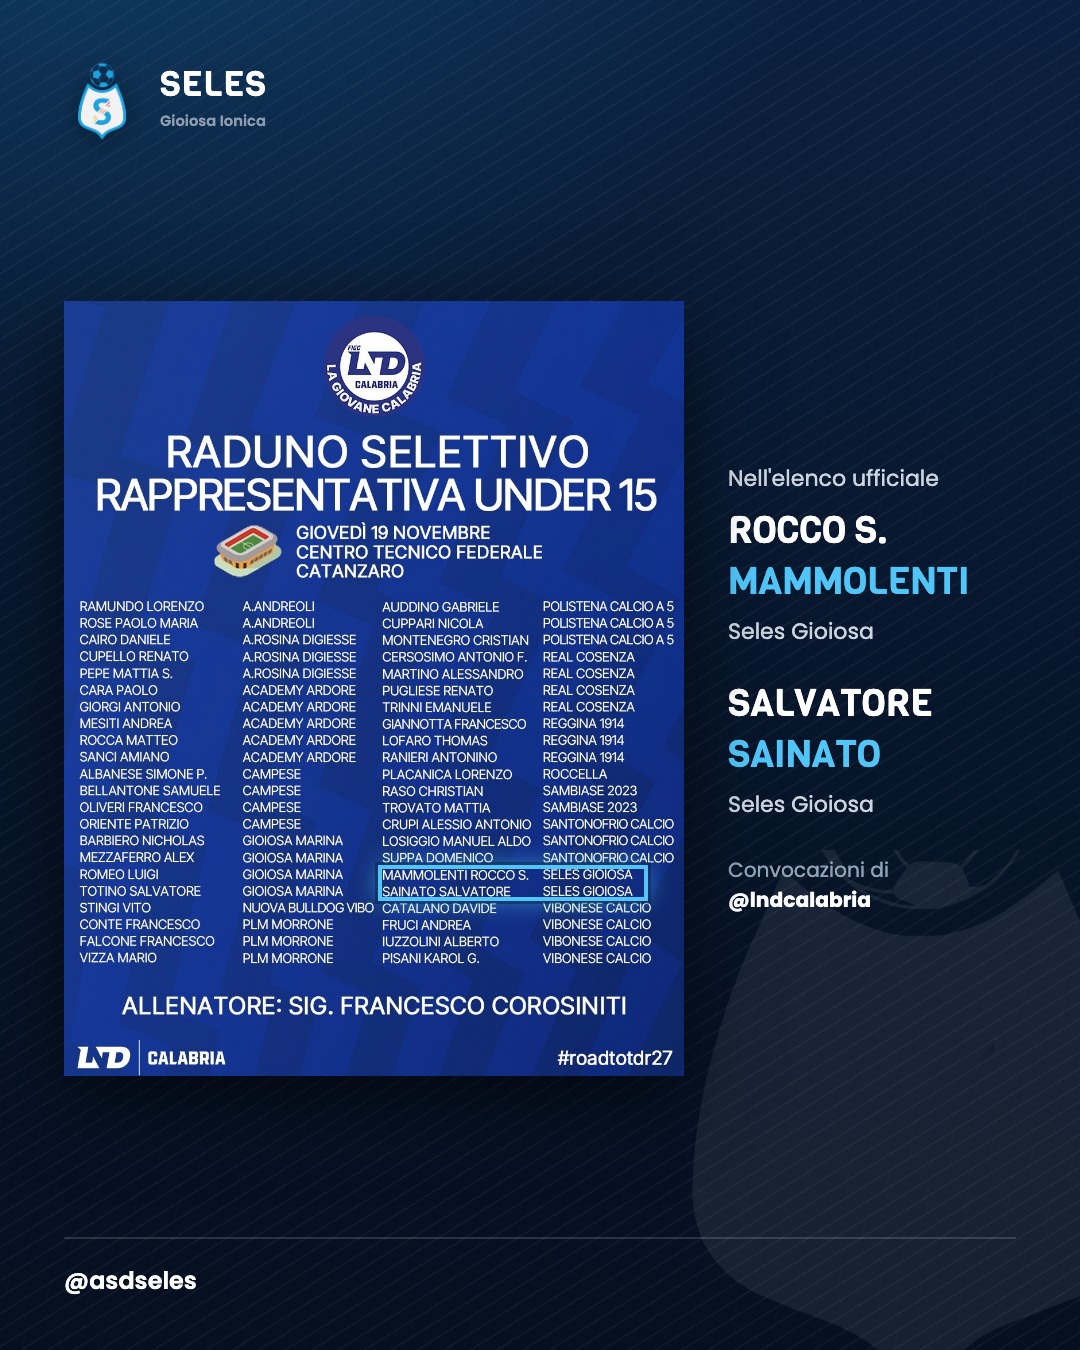 SELES
Gioiosa Ionica
FIGC
LND
CALABRIA
LA GIOVANE CALABRIA
RADUNO SELETTIVO
RAPPRESENTATIVA UNDER 15
GIOVEDÌ 19 NOVEMBRE
CENTRO TECNICO FEDERALE
CATANZARO
RAMUNDO LORENZO A.ANDREOLI AUDDINO GABRIELE POLISTENA CALCIO A 5
ROSE PAOLO MARIA A.ANDREOLI CUPPARI NICOLA POLISTENA CALCIO A 5
CAIRO DANIELE A.ROSINA DIGIESSE MONTENEGRO CRISTIAN POLISTENA CALCIO A 5
CUPELLO RENATO A.ROSINA DIGIESSE CERSOSIMO ANTONIO F. REAL COSENZA
PEPE MATTIA S. A.ROSINA DIGIESSE MARTINO ALESSANDRO REAL COSENZA
CARA PAOLO ACADEMY ARDORE PUGLIESE RENATO REAL COSENZA
GIORGI ANTONIO ACADEMY ARDORE TRINNI EMANUELE REAL COSENZA
MESITI ANDREA ACADEMY ARDORE GIANNOTTA FRANCESCO REGGINA 1914
ROCCA MATTEO ACADEMY ARDORE LOFARO THOMAS REGGINA 1914
SANCI AMIANO ACADEMY ARDORE RANIERI ANTONINO REGGINA 1914
ALBANESE SIMONE P. CAMPESE PLACANICA LORENZO ROCCELLA
BELLANTONE SAMUELE CAMPESE RASO CHRISTIAN SAMBIASE 2023
OLIVERI FRANCESCO CAMPESE TROVATO MATTIA SAMBIASE 2023
ORIENTE PATRIZIO CAMPESE CRUPI ALESSIO ANTONIO SANTONOFRIO CALCIO
BARBIERO NICHOLAS GIOIOSA MARINA LOSIGGIO MANUEL ALDO SANTONOFRIO CALCIO
MEZZAFERRO ALEX GIOIOSA MARINA SUPPA DOMENICO SANTONOFRIO CALCIO
ROMEO LUIGI GIOIOSA MARINA MAMMOLENTI ROCCO S. SELES GIOIOSA
TOTINO SALVATORE GIOIOSA MARINA SAINATO SALVATORE SELES GIOIOSA
STINGI VITO NUOVA BULLDOG VIBO CATALANO DAVIDE VIBONESE CALCIO
CONTE FRANCESCO PLM MORRONE FRUCI ANDREA VIBONESE CALCIO
FALCONE FRANCESCO PLM MORRONE IUZZOLINI ALBERTO VIBONESE CALCIO
VIZZA MARIO PLM MORRONE PISANI KAROL G. VIBONESE CALCIO
ALLENATORE: SIG. FRANCESCO COROSINITI
LND CALABRIA
#roadtotdr27
Nell'elenco ufficiale
ROCCO S.
MAMMOLENTI
Seles Gioiosa
SALVATORE
SAINATO
Seles Gioiosa
Convocazioni di
@lndcalabria
@asdseles